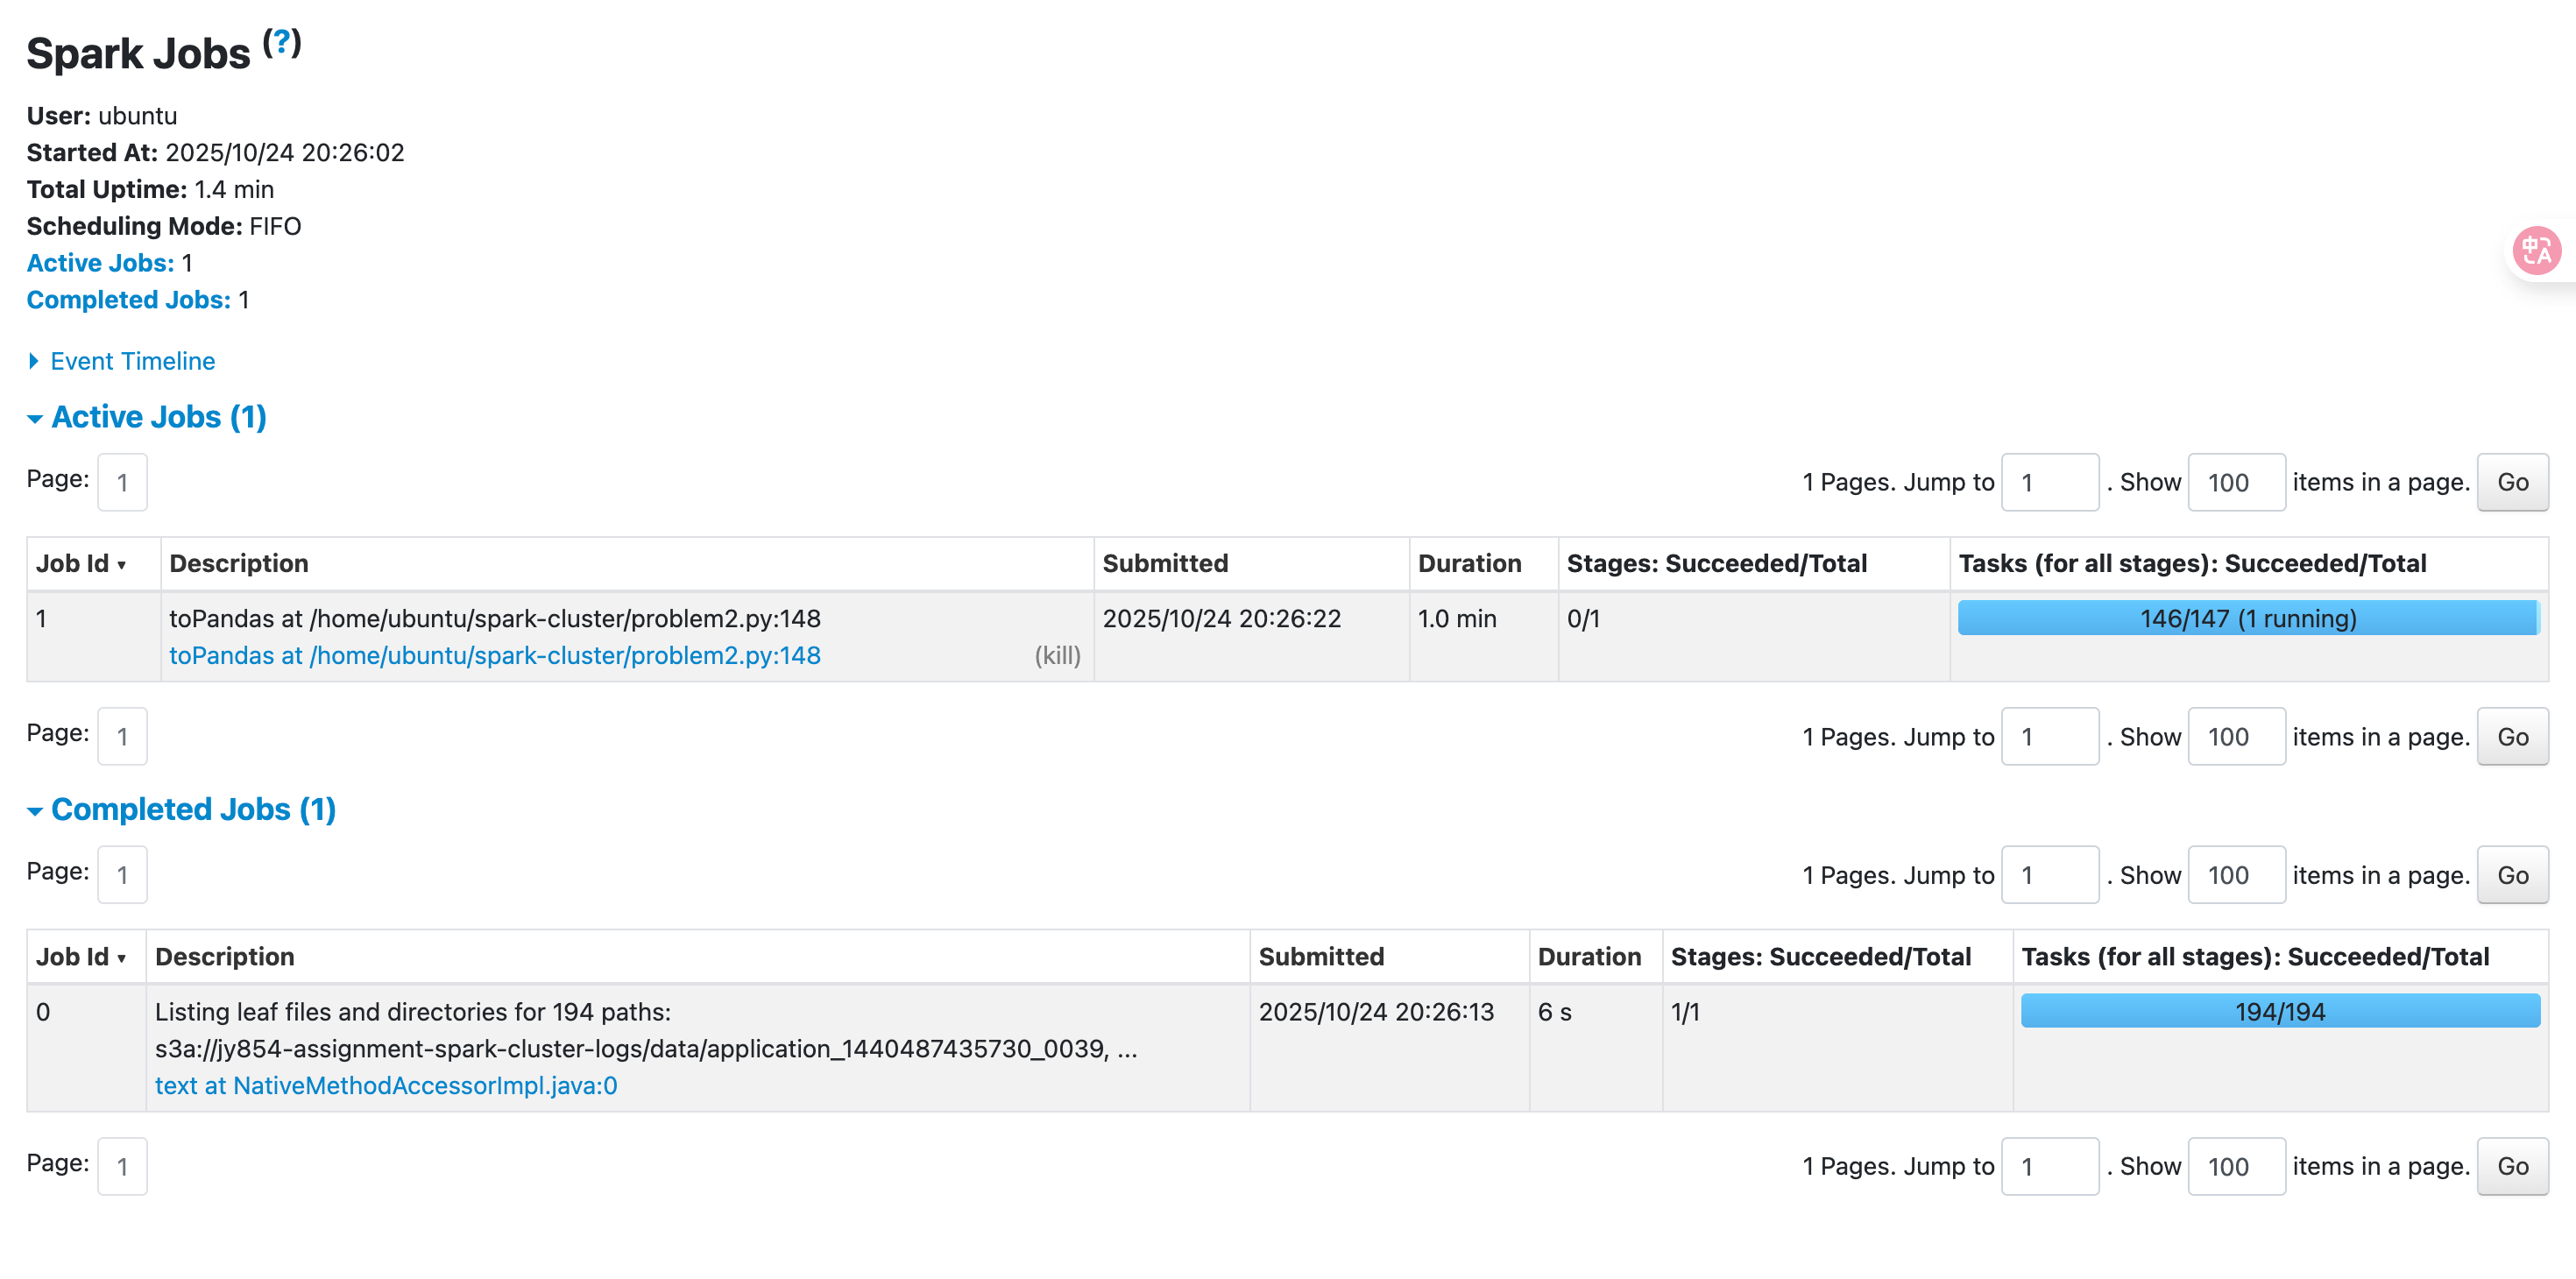 Spark Jobs (?)
User: ubuntu
Started At: 2025/10/24 20:26:02
Total Uptime: 1.4 min
Scheduling Mode: FIFO
Active Jobs: 1
Completed Jobs: 1
Event Timeline
Active Jobs (1)
Page: 1 1 Pages. Jump to 1 . Show 100 items in a page. Go
Job Id ▾ Description Submitted Duration Stages: Succeeded/Total Tasks (for all stages): Succeeded/Total
1 toPandas at /home/ubuntu/spark-cluster/problem2.py:148 2025/10/24 20:26:22 1.0 min 0/1 146/147 (1 running)
toPandas at /home/ubuntu/spark-cluster/problem2.py:148 (kill)
Page: 1 1 Pages. Jump to 1 . Show 100 items in a page. Go
Completed Jobs (1)
Page: 1 1 Pages. Jump to 1 . Show 100 items in a page. Go
Job Id ▾ Description Submitted Duration Stages: Succeeded/Total Tasks (for all stages): Succeeded/Total
0 Listing leaf files and directories for 194 paths: 2025/10/24 20:26:13 6 s 1/1 194/194
s3a://jy854-assignment-spark-cluster-logs/data/application_1440487435730_0039, ...
text at NativeMethodAccessorImpl.java:0
Page: 1 1 Pages. Jump to 1 . Show 100 items in a page. Go
中A